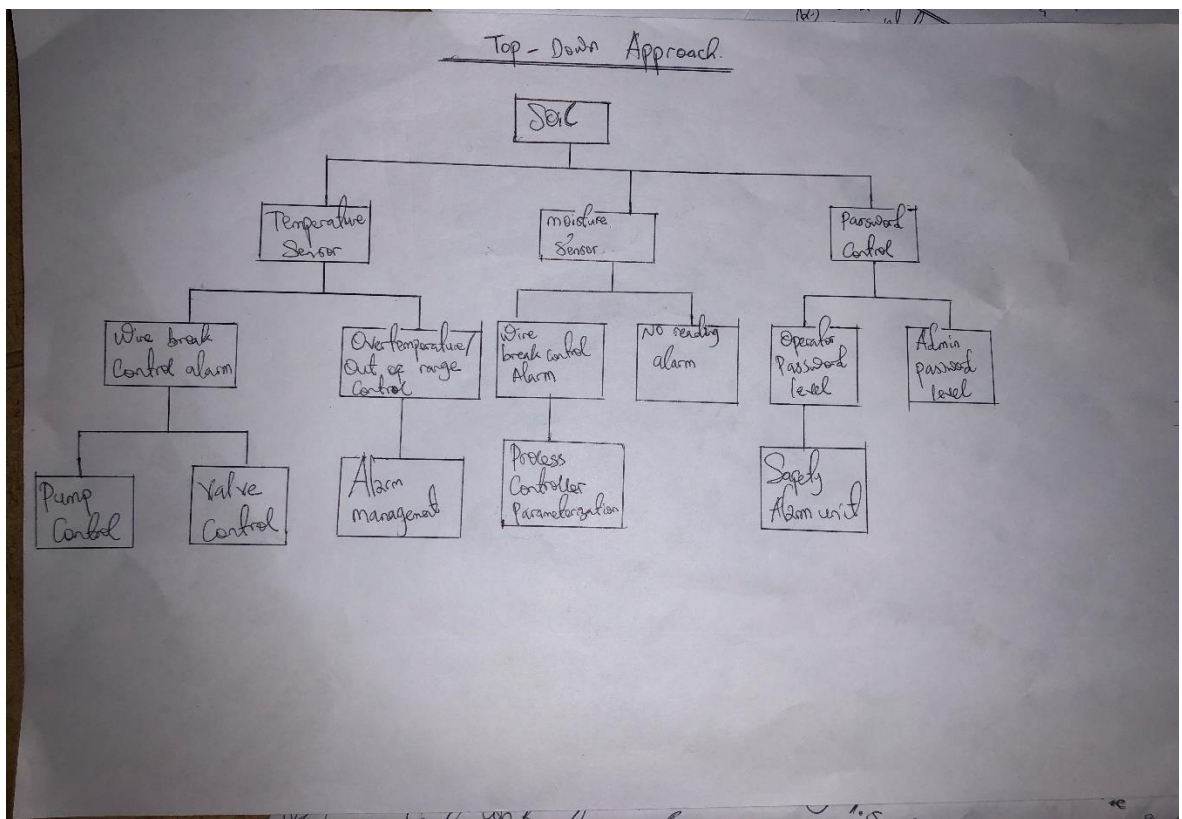 Top - Down Approach.
Soil
Temperature
Sensor
moisture
Sensor.
Password
Control
Wire break
Control alarm
Overtemperature/
Out of range
Control
Wire
break control
Alarm
No reading
alarm
Operator
Password
level
Admin
password
level
Pump
Control
Valve
Control
Alarm
management
Process
Controller
Parameterization
Safety
Alarm unit